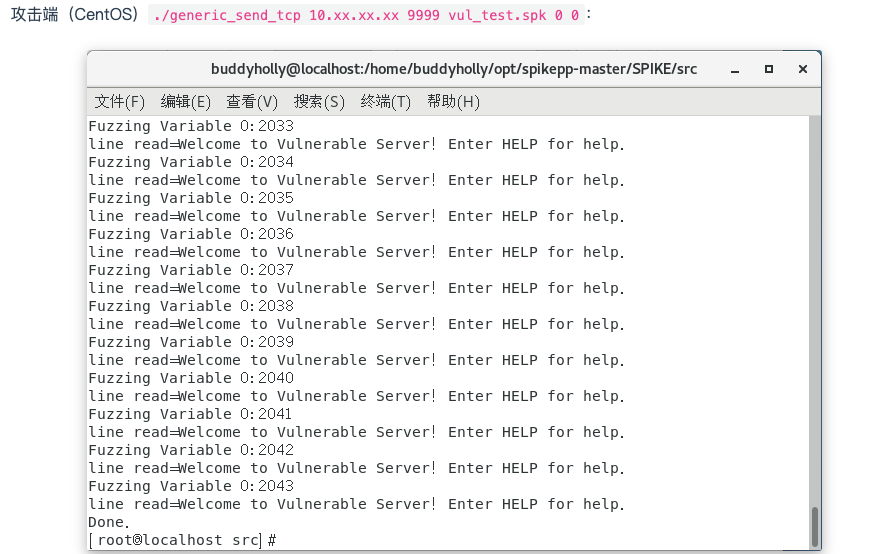 攻击端（CentOS） ./generic_send_tcp 10.xx.xx.xx 9999 vul_test.spk 0 0 ：
buddyholly@localhost:/home/buddyholly/opt/spikepp-master/SPIKE/src
文件(F) 编辑(E) 查看(V) 搜索(S) 终端(T) 帮助(H)
Fuzzing Variable 0:2033
line read=Welcome to Vulnerable Server! Enter HELP for help.
Fuzzing Variable 0:2034
line read=Welcome to Vulnerable Server! Enter HELP for help.
Fuzzing Variable 0:2035
line read=Welcome to Vulnerable Server! Enter HELP for help.
Fuzzing Variable 0:2036
line read=Welcome to Vulnerable Server! Enter HELP for help.
Fuzzing Variable 0:2037
line read=Welcome to Vulnerable Server! Enter HELP for help.
Fuzzing Variable 0:2038
line read=Welcome to Vulnerable Server! Enter HELP for help.
Fuzzing Variable 0:2039
line read=Welcome to Vulnerable Server! Enter HELP for help.
Fuzzing Variable 0:2040
line read=Welcome to Vulnerable Server! Enter HELP for help.
Fuzzing Variable 0:2041
line read=Welcome to Vulnerable Server! Enter HELP for help.
Fuzzing Variable 0:2042
line read=Welcome to Vulnerable Server! Enter HELP for help.
Fuzzing Variable 0:2043
line read=Welcome to Vulnerable Server! Enter HELP for help.
Done.
[root@localhost src]#